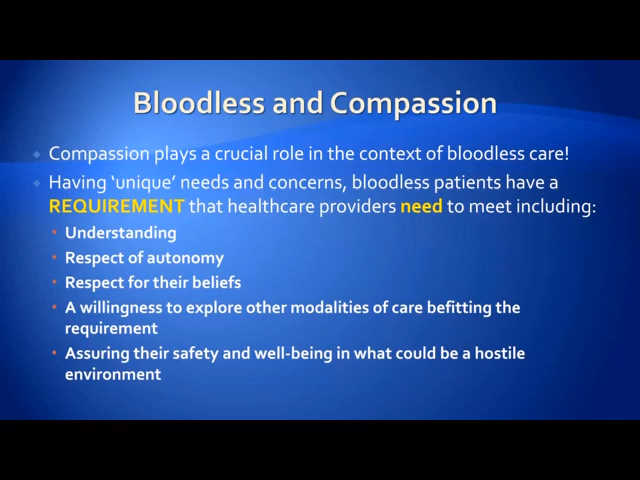 Bloodless and Compassion
Compassion plays a crucial role in the context of bloodless care!
Having ‘unique’ needs and concerns, bloodless patients have a
REQUIREMENT that healthcare providers need to meet including:
Understanding
Respect of autonomy
Respect for their beliefs
A willingness to explore other modalities of care befitting the
requirement
Assuring their safety and well-being in what could be a hostile
environment